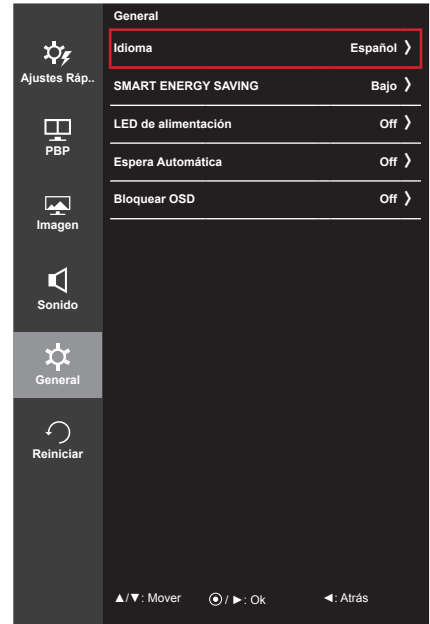 General
Idioma Español ❭
SMART ENERGY SAVING Bajo ❭
LED de alimentación Off ❭
Espera Automática Off ❭
Bloquear OSD Off ❭
Ajustes Ráp..
PBP
Imagen
Sonido
General
Reiniciar
▲/▼: Mover ◉/ ►: Ok ◄: Atrás